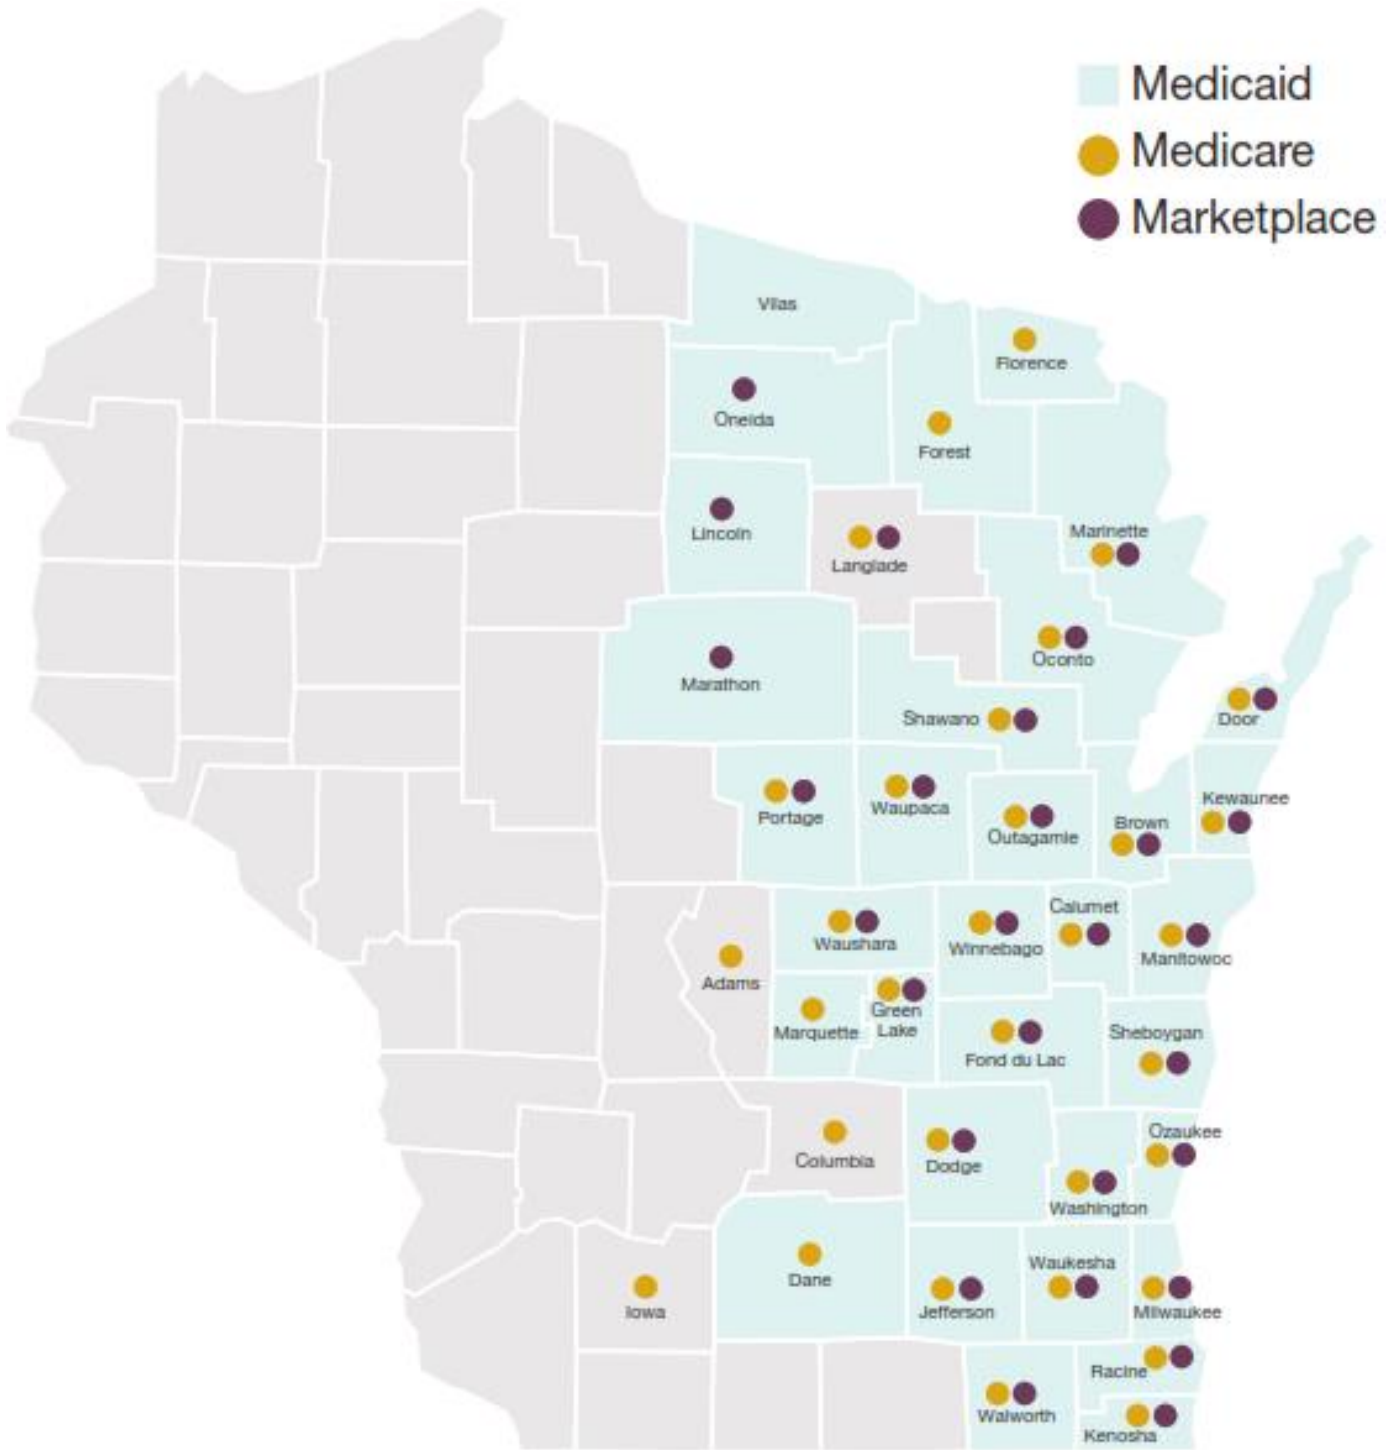 Medicaid
Medicare
Marketplace
Vilas
Florence
Oneida
Forest
Lincoln
Marinette
Langlade
Oconto
Marathon
Shawano
Door
Kewaunee
Waupaca
Portage
Brown
Outagamie
Calumet
Waushara
Winnebago
Manitowoc
Adams
Green
Lake
Marquette
Sheboygan
Fond du Lac
Ozaukee
Columbia
Dodge
Washington
Waukesha
Dane
Iowa
Jefferson
Milwaukee
Racine
Walworth
Kenosha